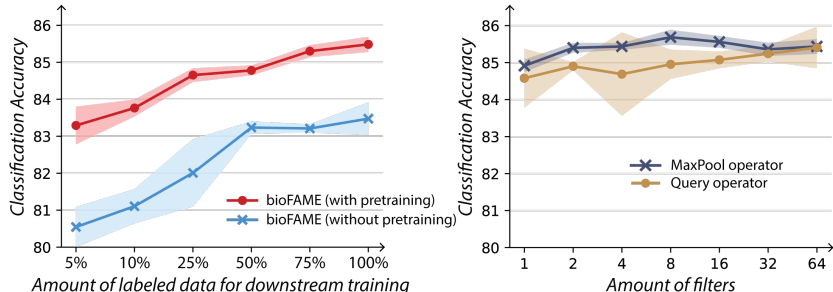 Classification Accuracy
86
85
84
83
82
81
80
5% 10% 25% 50% 75% 100%
Amount of labeled data for downstream training
bioFAME (with pretraining)
bioFAME (without pretraining)
Classification Accuracy
86
85
84
83
82
81
80
1 2 4 8 16 32 64
Amount of filters
MaxPool operator
Query operator